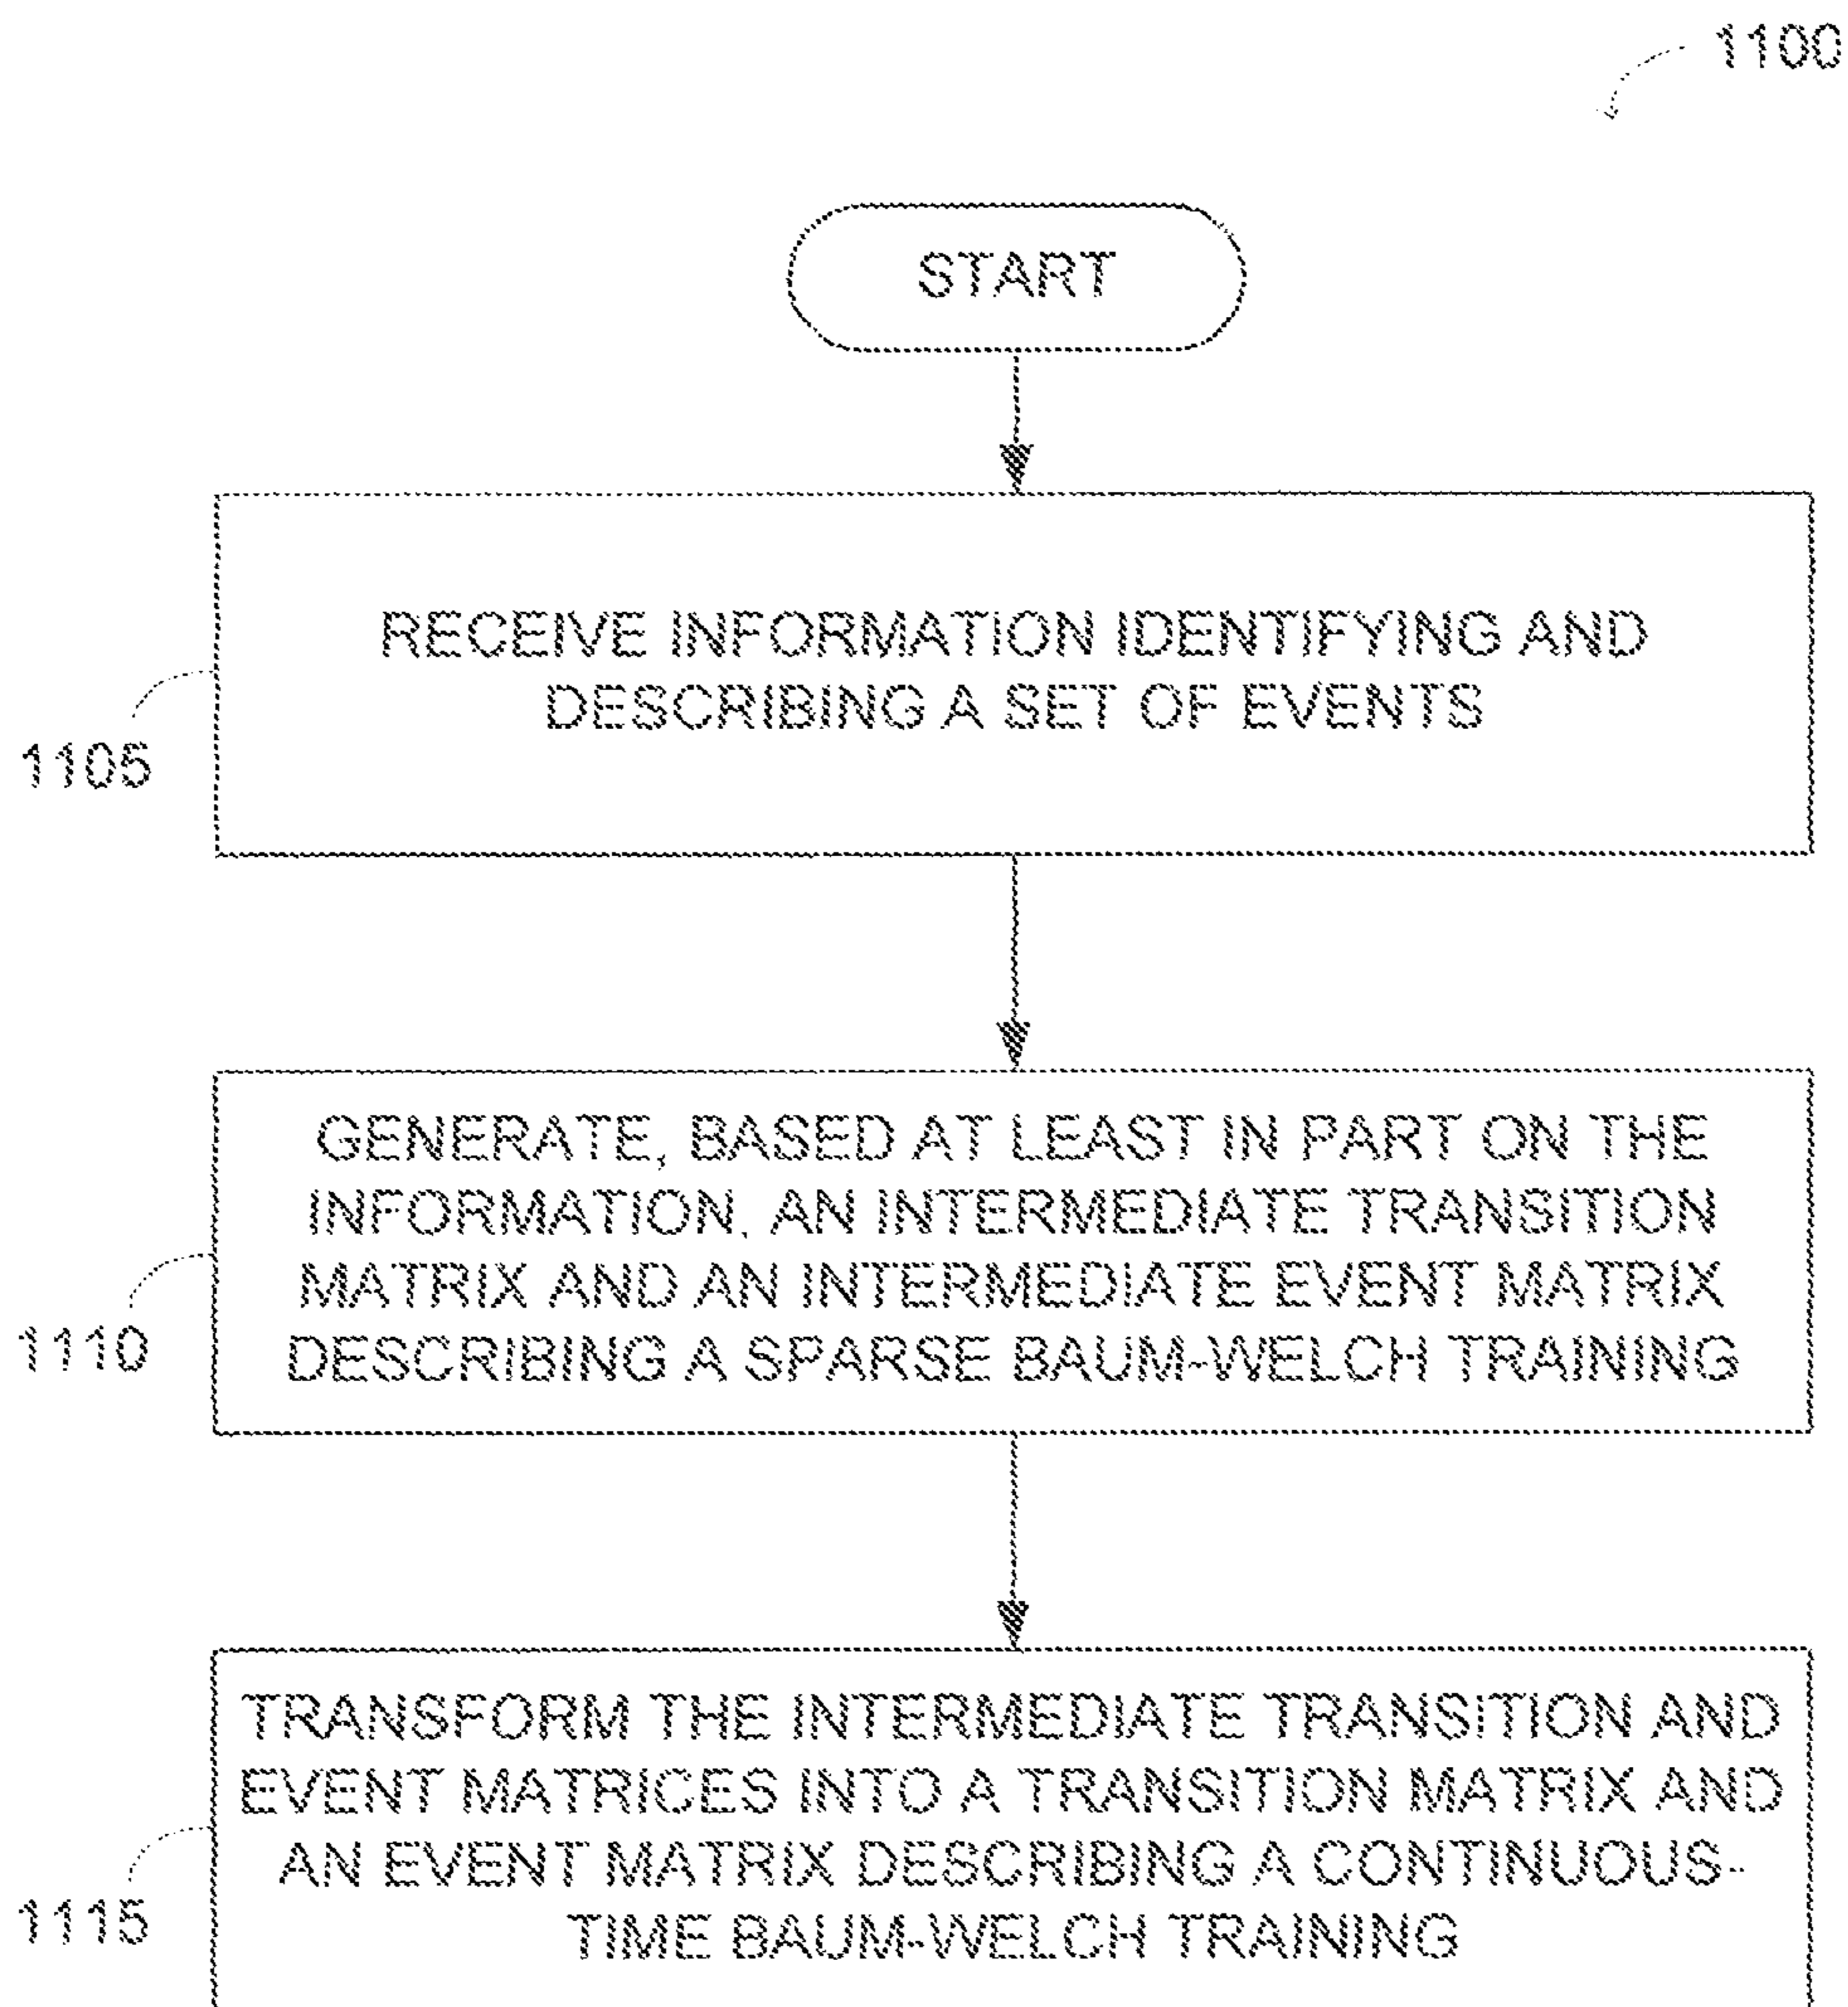 1100
START
RECEIVE INFORMATION IDENTIFYING AND
DESCRIBING A SET OF EVENTS
1105
GENERATE, BASED AT LEAST IN PART ON THE
INFORMATION, AN INTERMEDIATE TRANSITION
MATRIX AND AN INTERMEDIATE EVENT MATRIX
DESCRIBING A SPARSE BAUM-WELCH TRAINING
1110
TRANSFORM THE INTERMEDIATE TRANSITION AND
EVENT MATRICES INTO A TRANSITION MATRIX AND
AN EVENT MATRIX DESCRIBING A CONTINUOUS-
TIME BAUM-WELCH TRAINING
1115